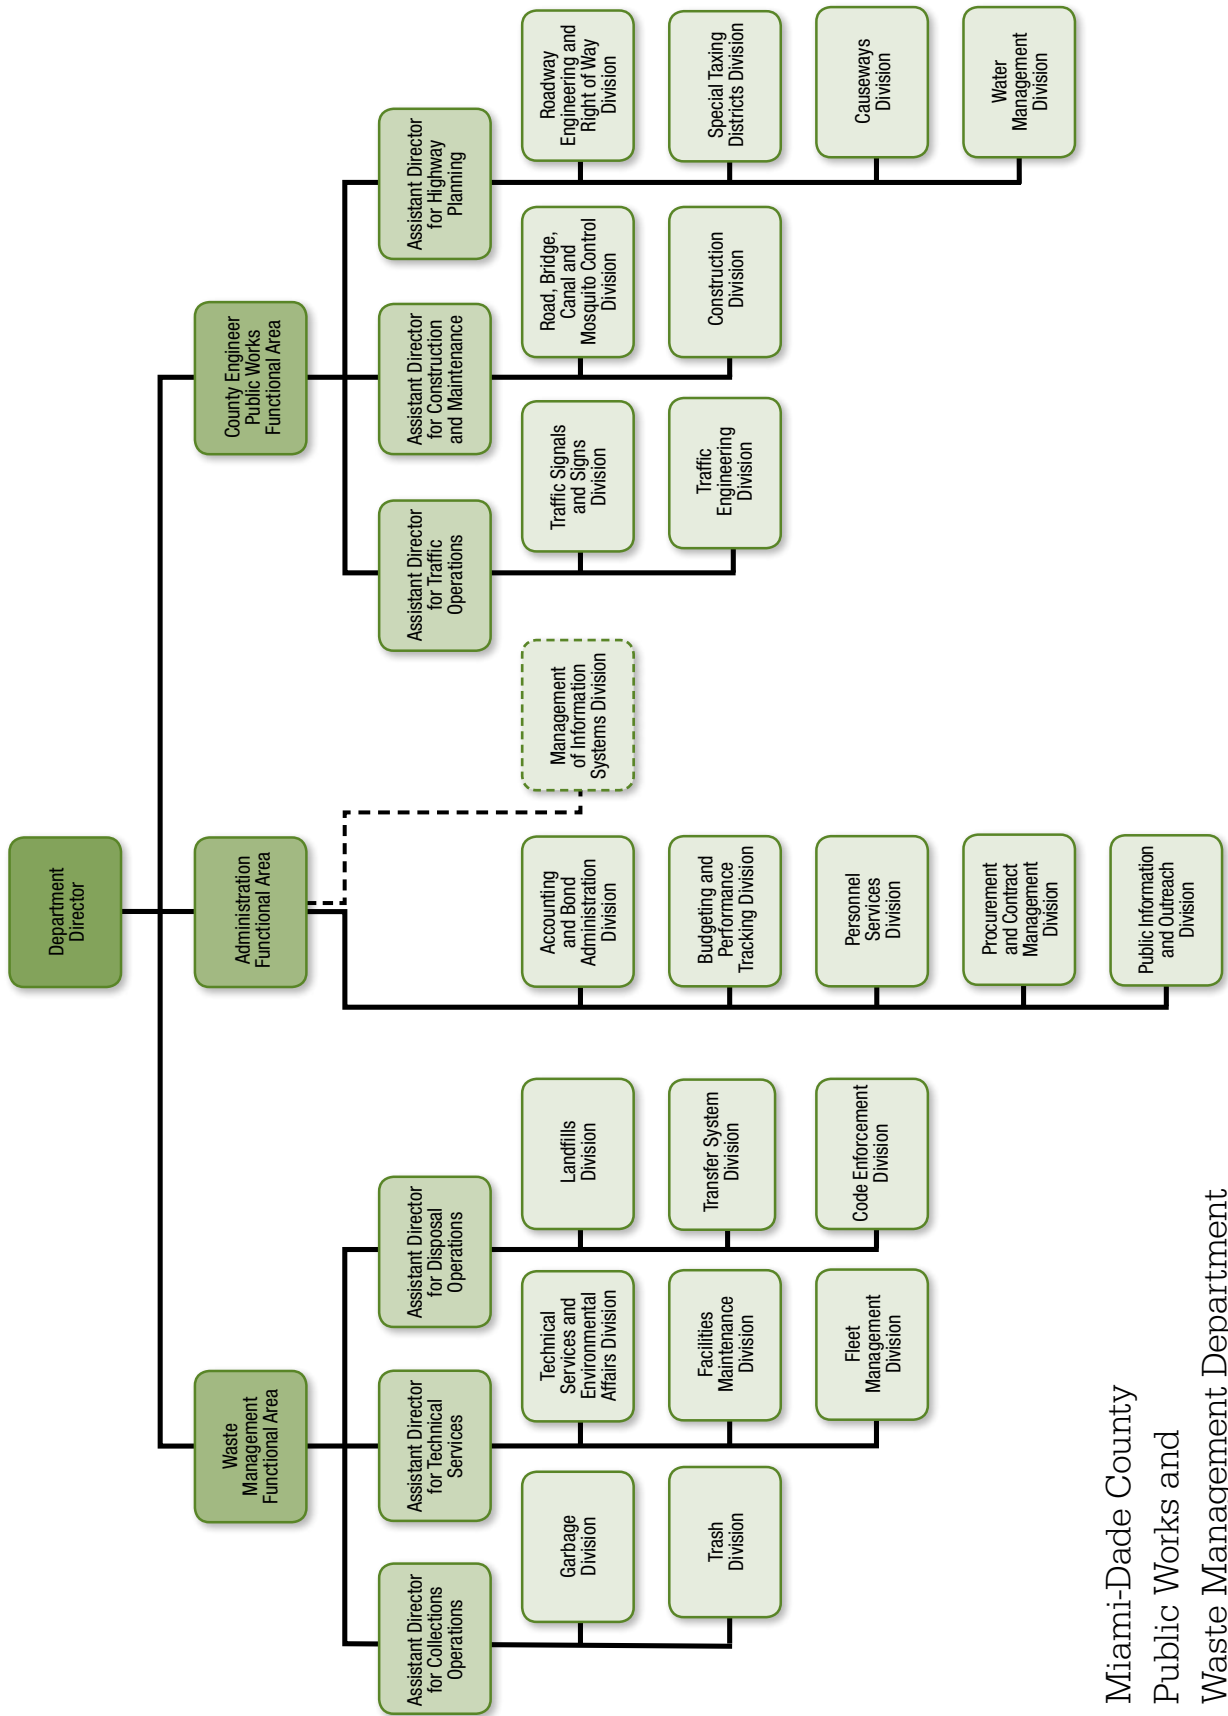 Department
Director
Waste
Management
Functional Area
Administration
Functional Area
County Engineer
Public Works
Functional Area
Assistant Director
for Collections
Operations
Assistant Director
for Technical
Services
Assistant Director
for Disposal
Operations
Assistant Director
for Traffic
Operations
Assistant Director
for Construction
and Maintenance
Assistant Director
for Highway
Planning
Garbage
Division
Technical
Services and
Environmental
Affairs Division
Landfills
Division
Accounting
and Bond
Administration
Division
Management
of Information
Systems Division
Traffic Signals
and Signs
Division
Road, Bridge,
Canal and
Mosquito Control
Division
Roadway
Engineering and
Right of Way
Division
Trash
Division
Facilities
Maintenance
Division
Transfer System
Division
Budgeting and
Performance
Tracking Division
Traffic
Engineering
Division
Construction
Division
Special Taxing
Districts Division
Fleet
Management
Division
Code Enforcement
Division
Personnel
Services
Division
Causeways
Division
Procurement
and Contract
Management
Division
Water
Management
Division
Public Information
and Outreach
Division
Miami-Dade County
Public Works and
Waste Management Department